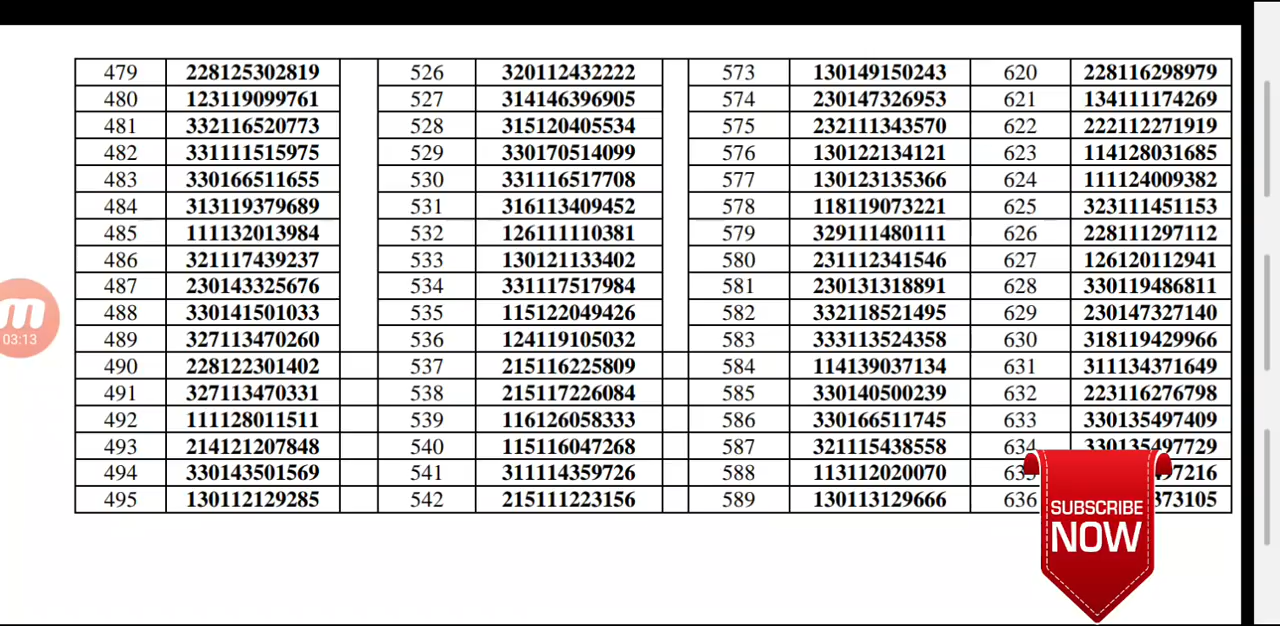 479 228125302819 526 320112432222 573 130149150243 620 228116298979
480 123119099761 527 314146396905 574 230147326953 621 134111174269
481 332116520773 528 315120405534 575 232111343570 622 222112271919
482 331111515975 529 330170514099 576 130122134121 623 114128031685
483 330166511655 530 331116517708 577 130123135366 624 111124009382
484 313119379689 531 316113409452 578 118119073221 625 323111451153
485 111132013984 532 126111110381 579 329111480111 626 228111297112
486 321117439237 533 130121133402 580 231112341546 627 126120112941
487 230143325676 534 331117517984 581 230131318891 628 330119486811
488 330141501033 535 115122049426 582 332118521495 629 230147327140
489 327113470260 536 124119105032 583 333113524358 630 318119429966
490 228122301402 537 215116225809 584 114139037134 631 311134371649
491 327113470331 538 215117226084 585 330140500239 632 223116276798
492 111128011511 539 116126058333 586 330166511745 633 330135497409
493 214121207848 540 115116047268 587 321115438558 634 330135497729
494 330143501569 541 311114359726 588 113112020070
495 130112129285 542 215111223156 589 130113129666 636
03:13
SUBSCRIBE
NOW